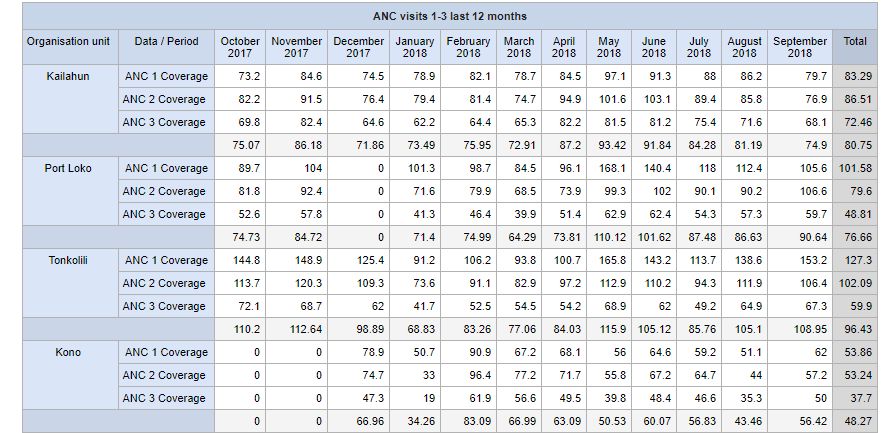 ANC visits 1-3 last 12 months
Organisation unit Data / Period October 2017 November 2017 December 2017 January 2018 February 2018 March 2018 April 2018 May 2018 June 2018 July 2018 August 2018 September 2018 Total
Kailahun ANC 1 Coverage 73.2 84.6 74.5 78.9 82.1 78.7 84.5 97.1 91.3 88 86.2 79.7 83.29
ANC 2 Coverage 82.2 91.5 76.4 79.4 81.4 74.7 94.9 101.6 103.1 89.4 85.8 76.9 86.51
ANC 3 Coverage 69.8 82.4 64.6 62.2 64.4 65.3 82.2 81.5 81.2 75.4 71.6 68.1 72.46
75.07 86.18 71.86 73.49 75.95 72.91 87.2 93.42 91.84 84.28 81.19 74.9 80.75
Port Loko ANC 1 Coverage 89.7 104 0 101.3 98.7 84.5 96.1 168.1 140.4 118 112.4 105.6 101.58
ANC 2 Coverage 81.8 92.4 0 71.6 79.9 68.5 73.9 99.3 102 90.1 90.2 106.6 79.6
ANC 3 Coverage 52.6 57.8 0 41.3 46.4 39.5 51.4 62.9 62.4 54.3 57.3 59.7 48.81
74.73 84.72 0 71.4 74.99 64.29 73.81 110.12 101.62 87.48 86.63 90.64 76.66
Tonkolili ANC 1 Coverage 144.8 148.9 125.4 91.2 106.2 93.8 100.7 165.8 143.2 113.7 138.6 153.2 127.3
ANC 2 Coverage 113.7 120.3 109.3 73.6 91.1 82.9 97.2 112.9 110.2 94.3 111.9 106.4 102.09
ANC 3 Coverage 72.1 68.7 62 41.7 52.5 54.5 54.2 68.9 62 49.2 64.9 67.3 59.9
110.2 112.64 98.89 68.83 83.26 77.06 84.03 115.9 105.12 85.76 105.1 108.95 96.43
Kono ANC 1 Coverage 0 0 78.9 50.7 90.9 67.2 68.1 56 64.6 59.2 51.1 62 53.86
ANC 2 Coverage 0 0 74.7 33 96.4 77.2 71.7 55.8 67.2 64.7 44 57.2 53.24
ANC 3 Coverage 0 0 47.3 19 61.9 56.6 49.5 39.8 48.4 46.6 35.3 50 37.7
0 0 66.96 34.26 83.09 66.99 63.09 50.53 60.07 56.83 43.46 56.42 48.27